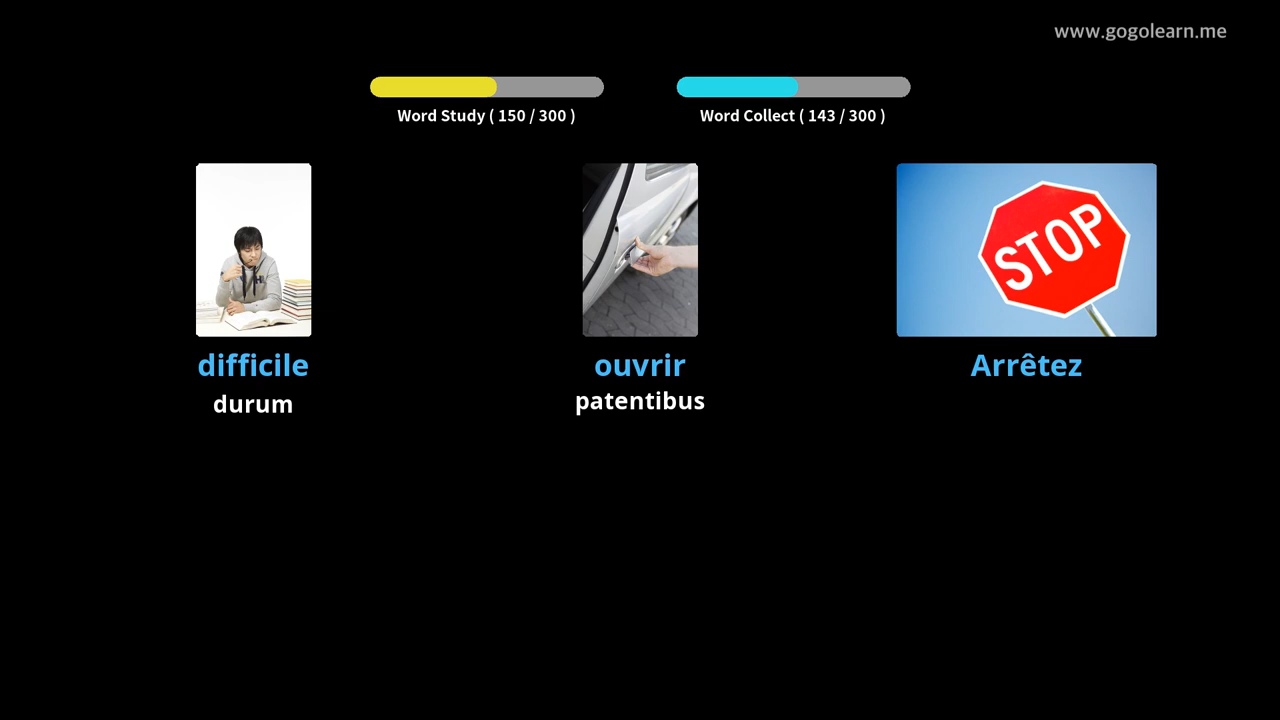 www.gogolearn.me
Word Study ( 150 / 300 )
Word Collect ( 143 / 300 )
STOP
difficile
ouvrir
Arrêtez
durum
patentibus